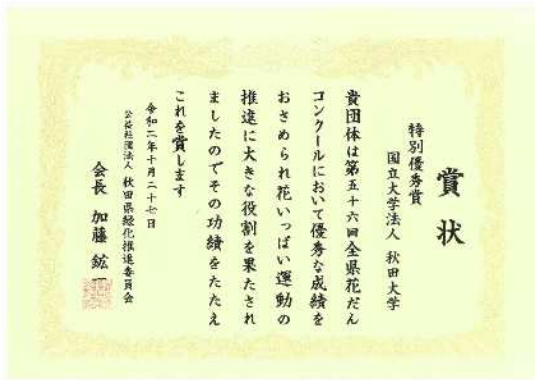 賞状
特別優秀賞
国立大学法人 秋田大学
貴団体は第五十六回全県花だん
コンクールにおいて優秀な成績を
おさめられ花いっぱい運動の
推進に大きな役割を果たされ
ましたのでその功績をたたえ
これを賞します
令和二年十月二十七日
公益社団法人 秋田県緑化推進委員会
会長 加藤 鉱